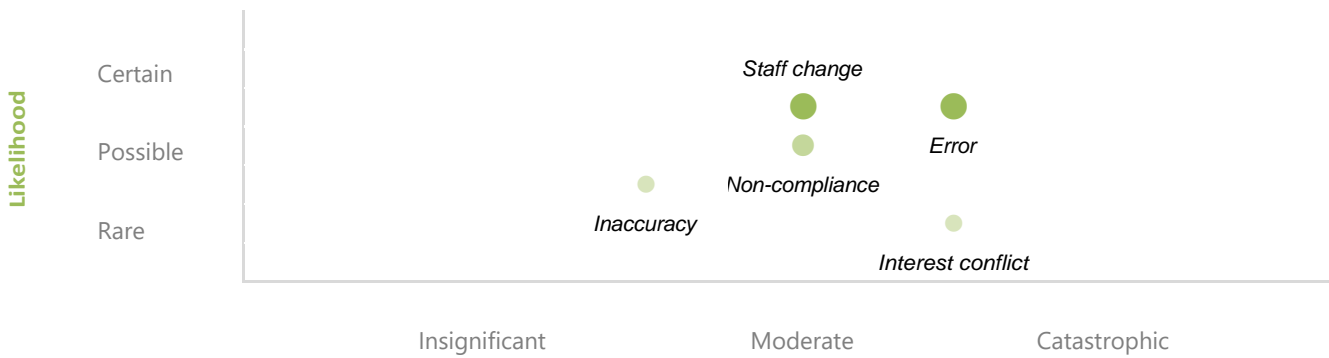 Likelihood
Certain
Possible
Rare
Staff change
Error
Non-compliance
Inaccuracy
Interest conflict
Insignificant
Moderate
Catastrophic